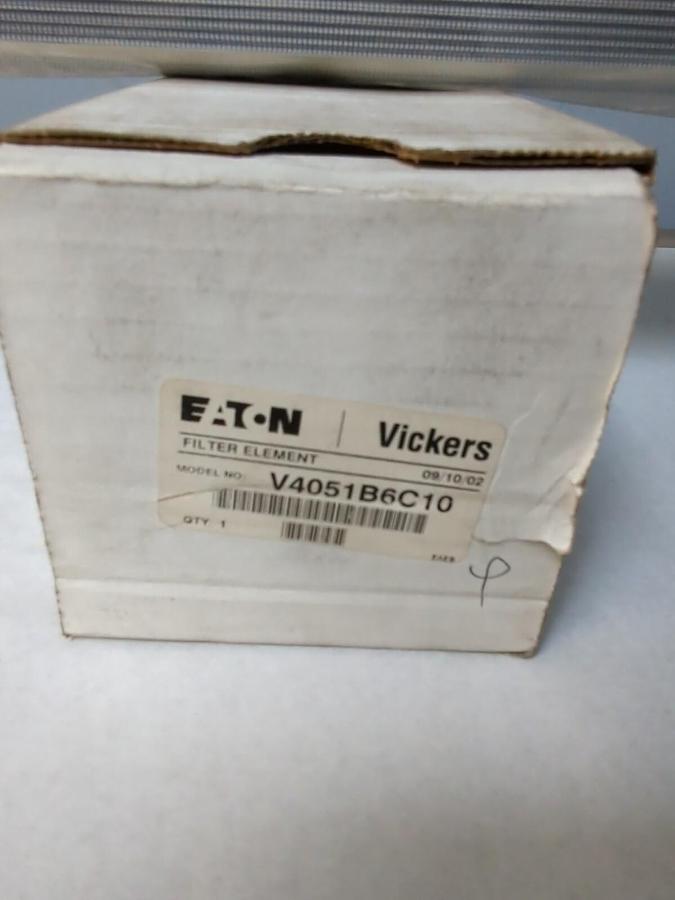 EATON | Vickers
FILTER ELEMENT 09/10/02
MODEL NO: V4051B6C10
QTY 1